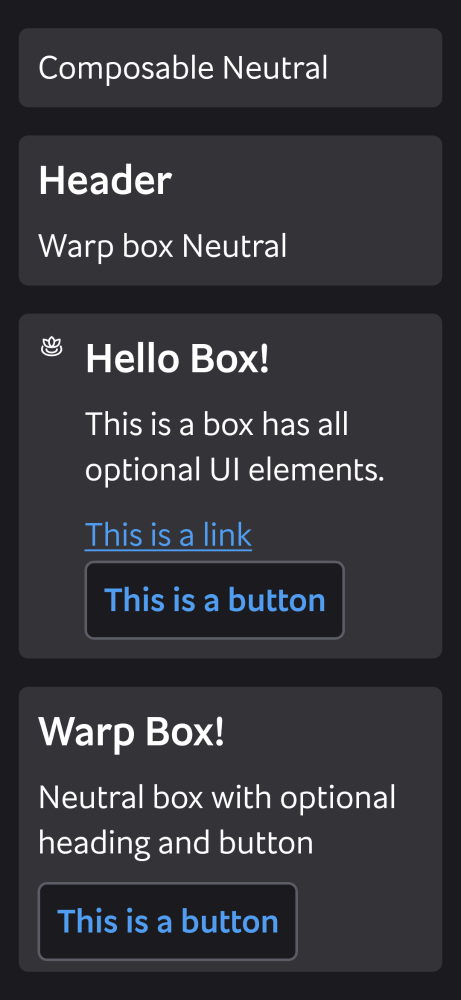 Composable Neutral
Header
Warp box Neutral
Hello Box!
This is a box has all
optional UI elements.
This is a link
This is a button
Warp Box!
Neutral box with optional
heading and button
This is a button